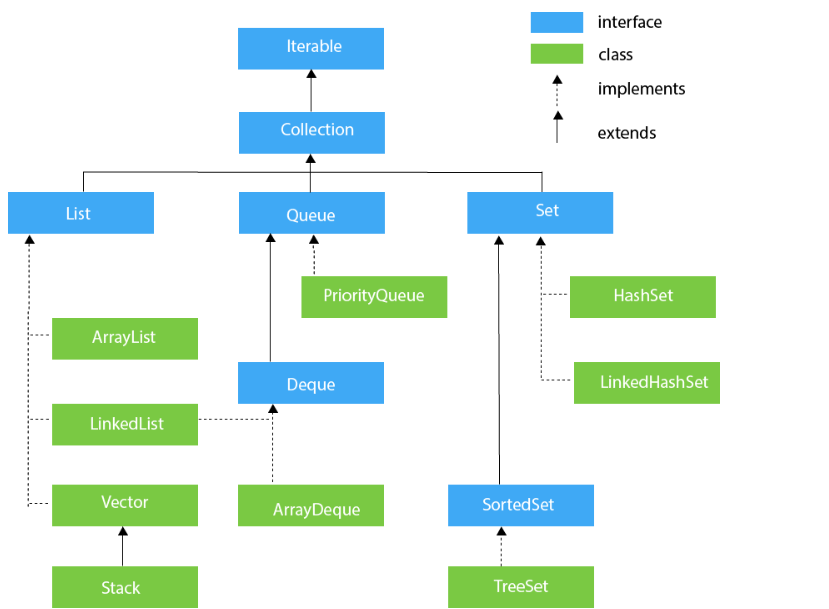 interface
class
implements
extends
Iterable
Collection
List
Queue
Set
PriorityQueue
HashSet
ArrayList
Deque
LinkedHashSet
LinkedList
Vector
ArrayDeque
SortedSet
Stack
TreeSet